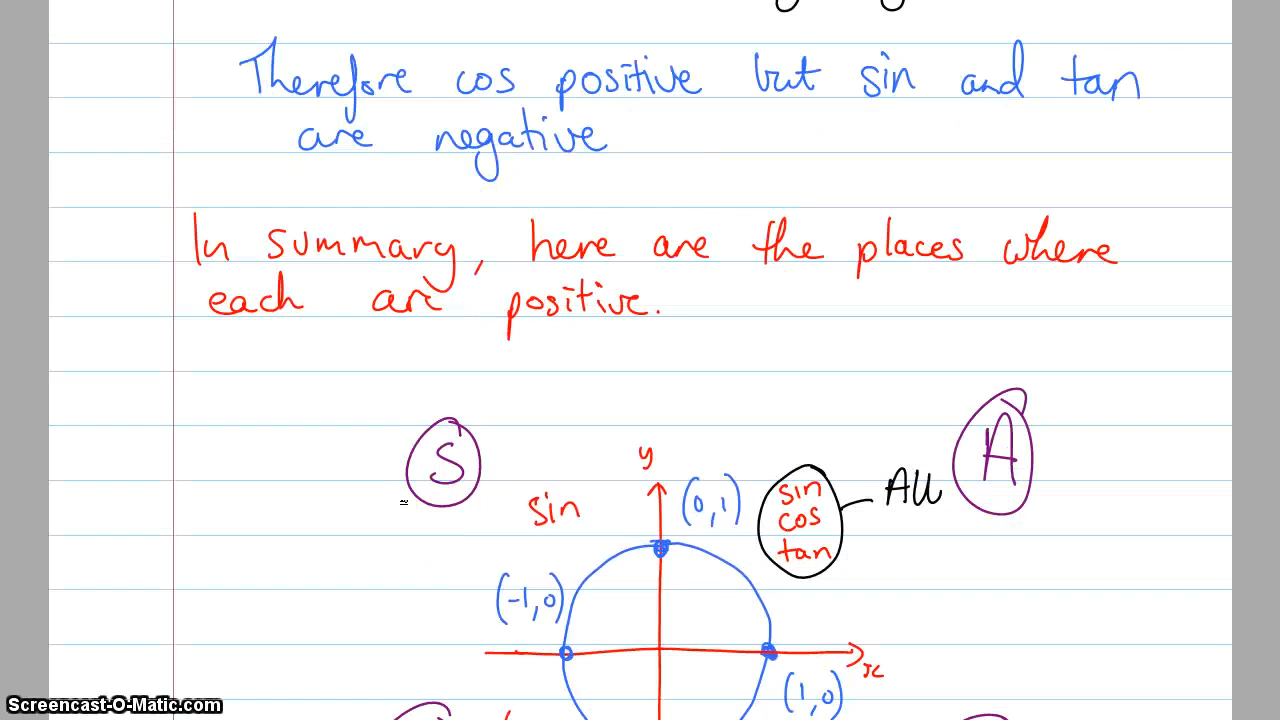 Therefore cos positive but sin and tan
are negative
In summary, here are the places where
each are positive.
S
A
y
(0,1)
sin
cos
tan
All
sin
(-1,0)
x
(1,0)
Screencast-O-Matic.com